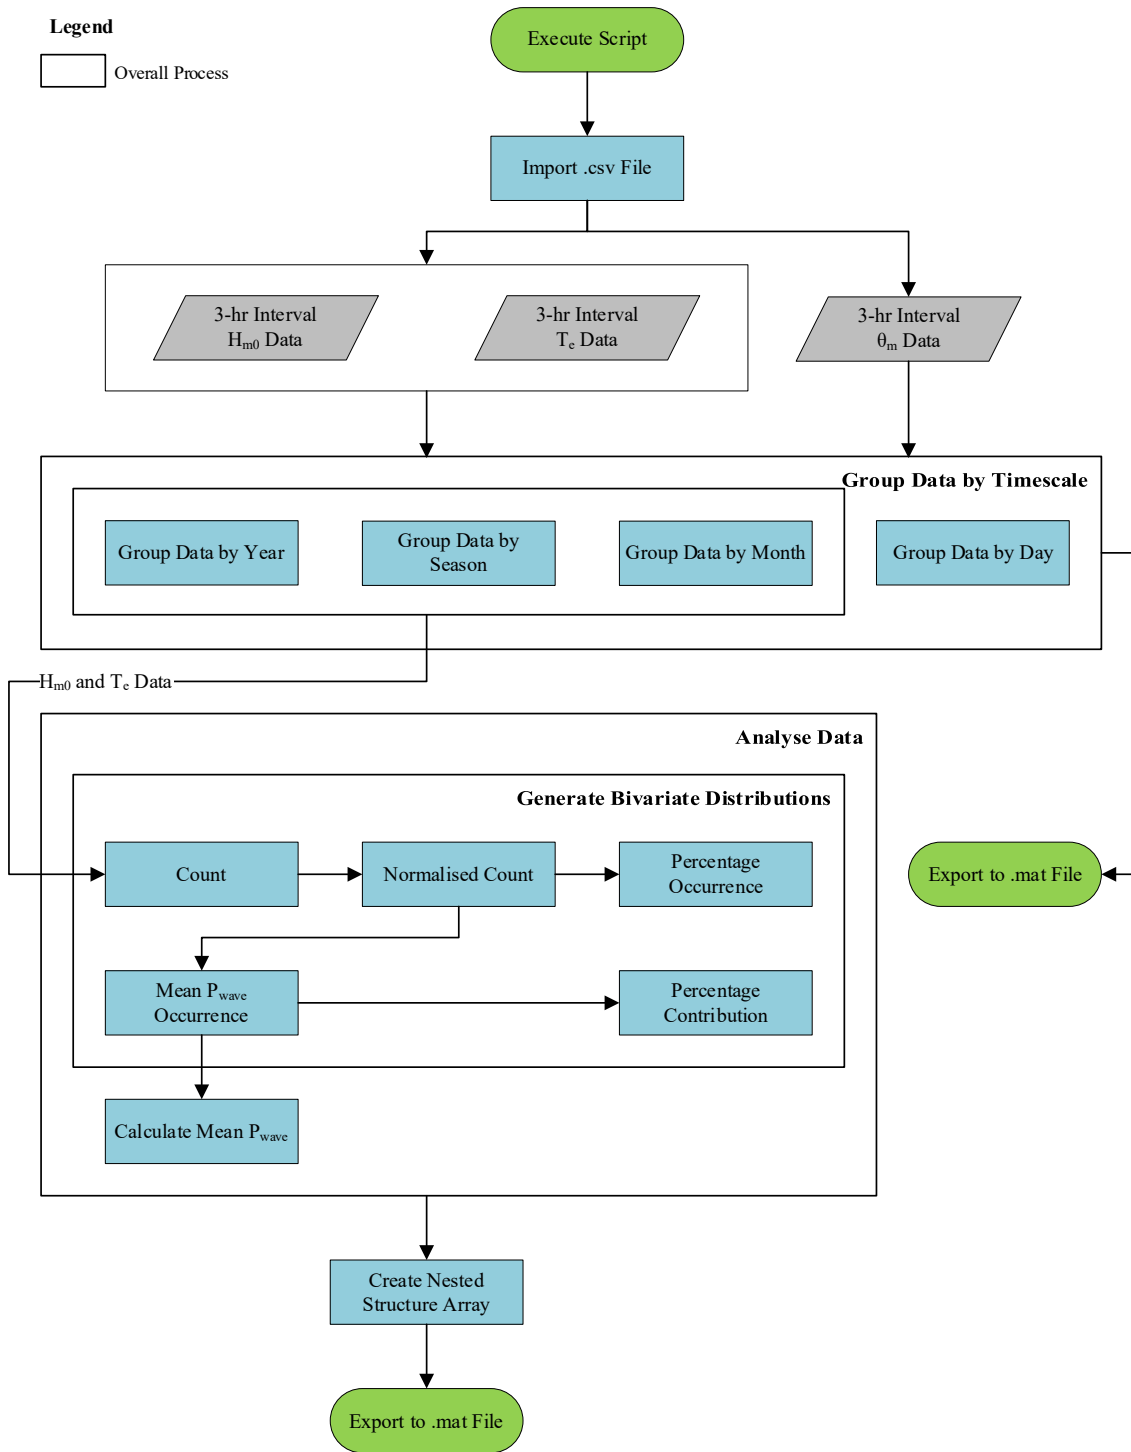 Legend
Overall Process
Execute Script
Import .csv File
3-hr Interval
Hm0 Data
3-hr Interval
Te Data
3-hr Interval
θm Data
Group Data by Timescale
Group Data by Year
Group Data by
Season
Group Data by Month
Group Data by Day
Hm0 and Te Data
Analyse Data
Generate Bivariate Distributions
Count
Normalised Count
Percentage
Occurrence
Export to .mat File
Mean Pwave
Occurrence
Percentage
Contribution
Calculate Mean Pwave
Create Nested
Structure Array
Export to .mat File